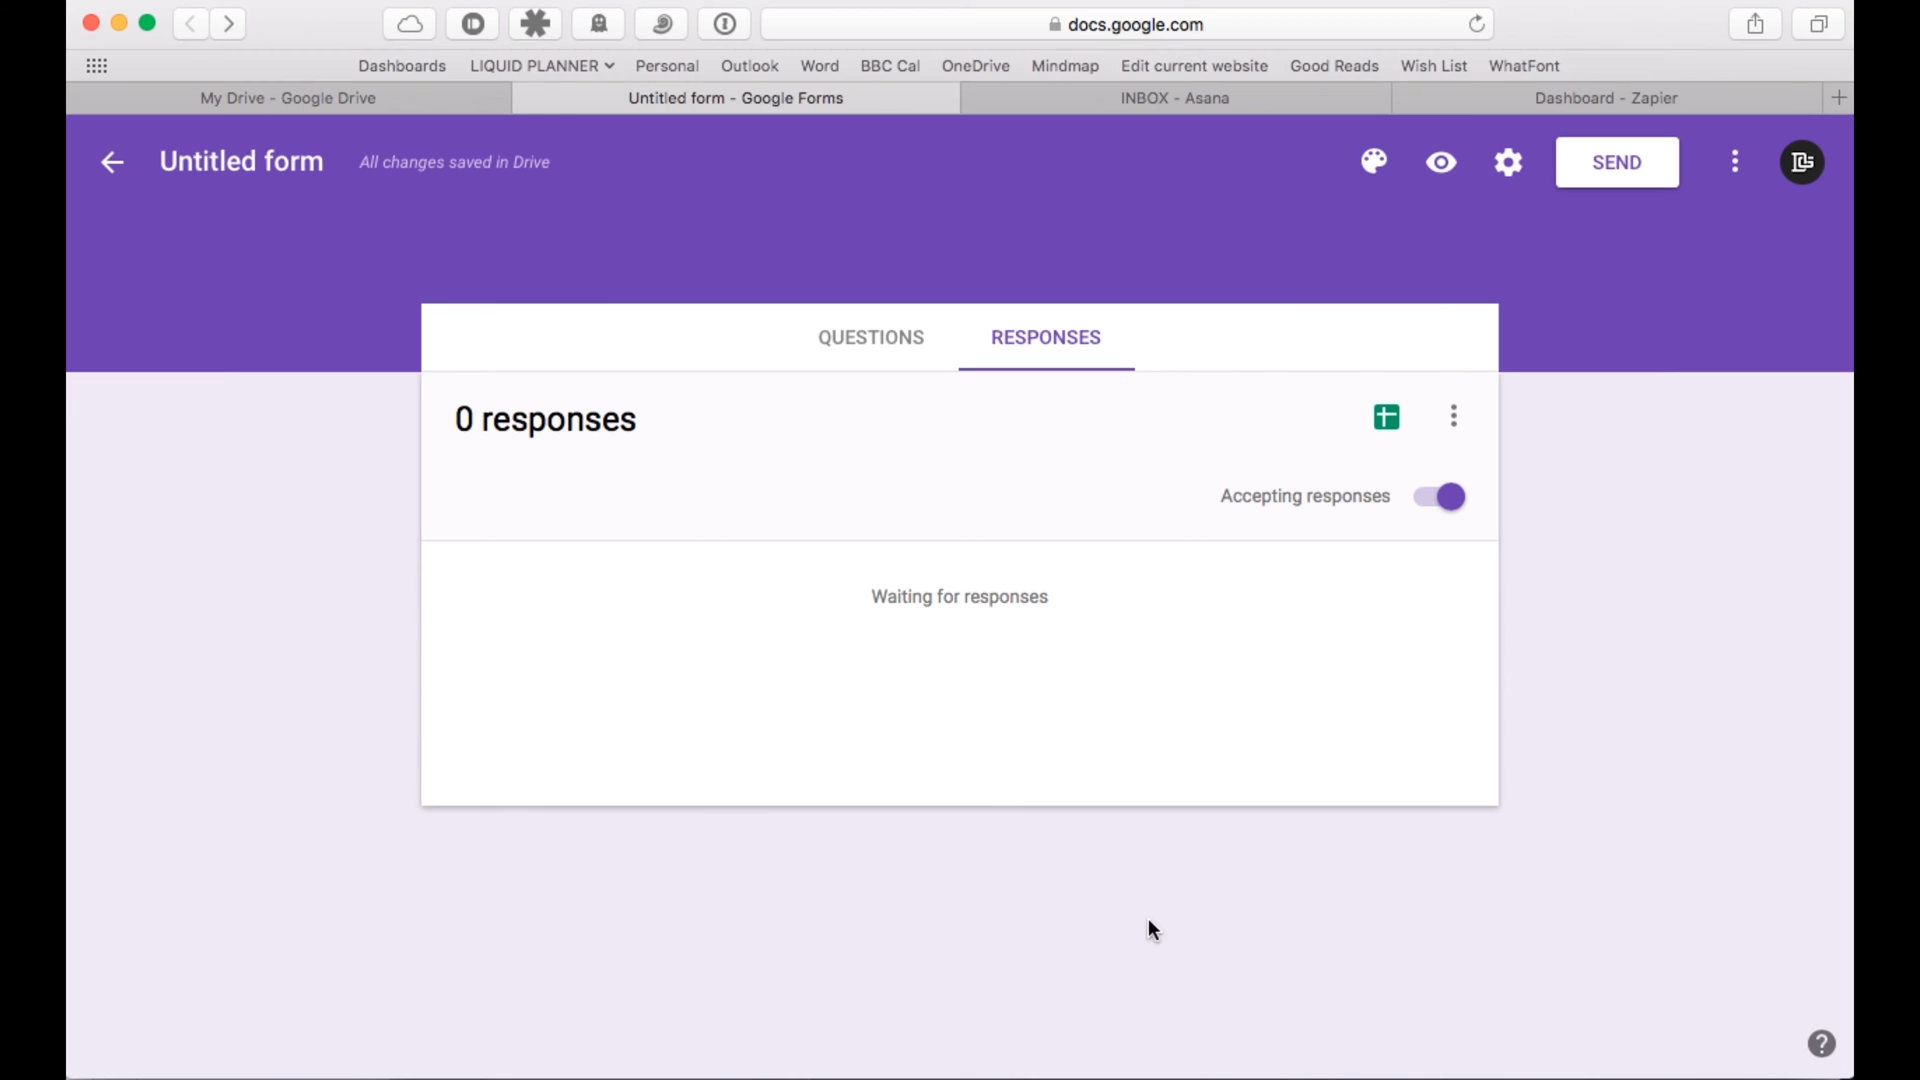 docs.google.com
Dashboards LIQUID PLANNER Personal Outlook Word BBC Cal OneDrive Mindmap Edit current website Good Reads Wish List WhatFont
My Drive - Google Drive Untitled form - Google Forms INBOX - Asana Dashboard - Zapier
Untitled form All changes saved in Drive SEND
QUESTIONS RESPONSES
0 responses
Accepting responses
Waiting for responses